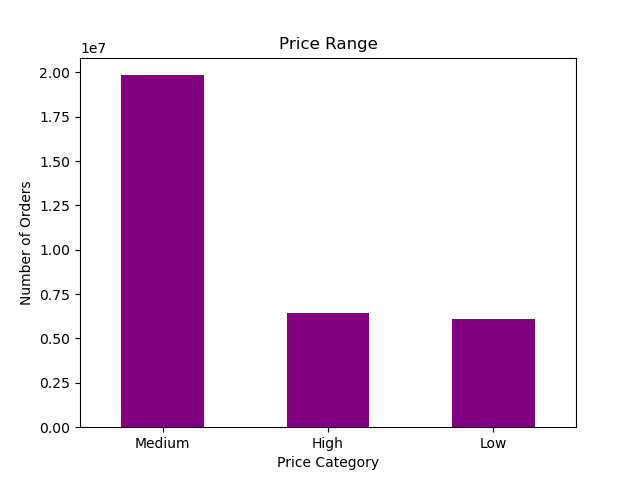 Price Range
1e7
2.00
1.75
1.50
1.25
1.00
0.75
0.50
0.25
0.00
Number of Orders
Medium High Low
Price Category